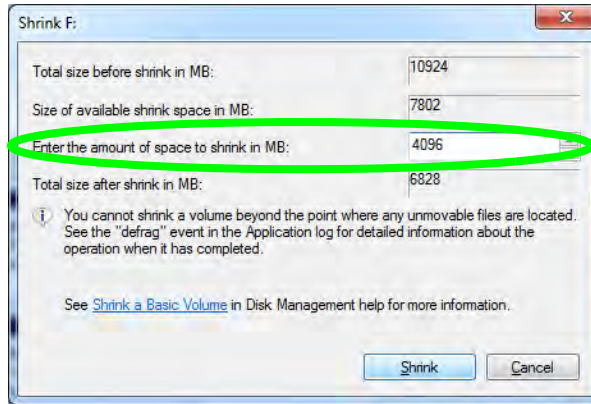 Shrink F:
Total size before shrink in MB: 10924
Size of available shrink space in MB: 7802
Enter the amount of space to shrink in MB: 4096
Total size after shrink in MB: 6828
You cannot shrink a volume beyond the point where any unmovable files are located.
See the "defrag" event in the Application log for detailed information about the
operation when it has completed.
See Shrink a Basic Volume in Disk Management help for more information.
Shrink Cancel